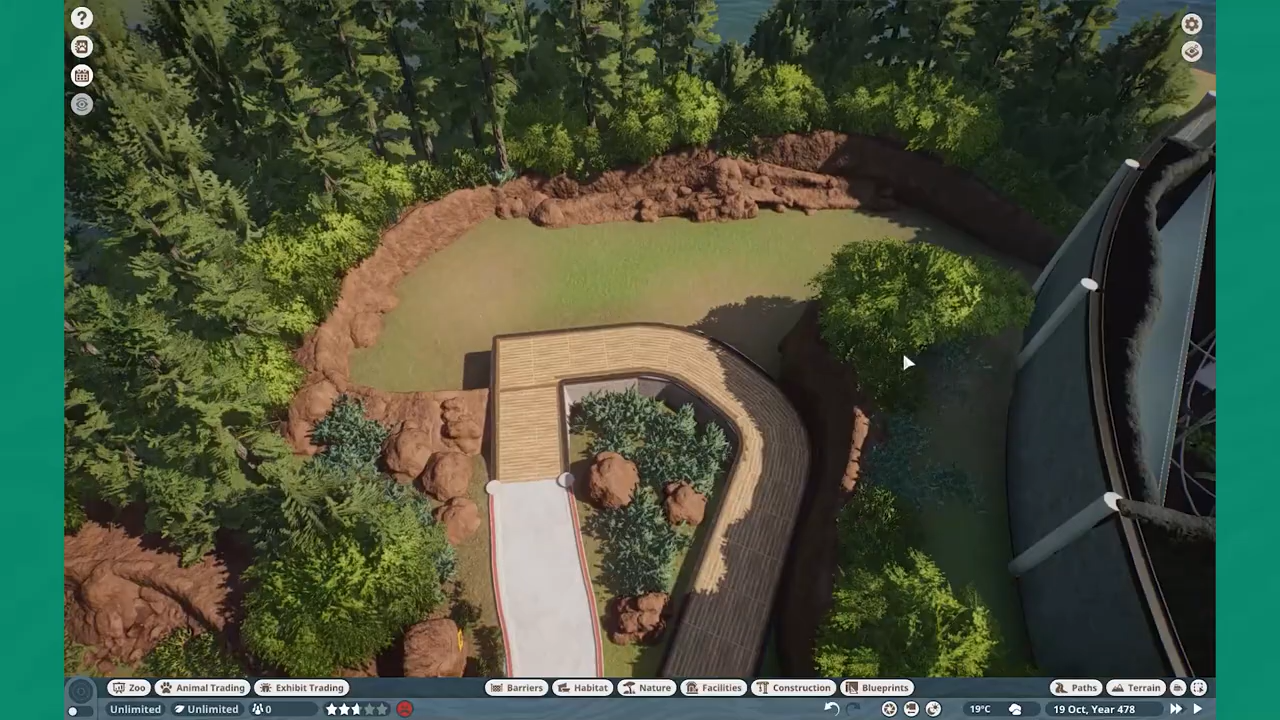 ?
Zoo
Animal Trading
Exhibit Trading
Barriers
Habitat
Nature
Facilities
Construction
Blueprints
Paths
Terrain
Unlimited
Unlimited
0
19°C
19 Oct, Year 478